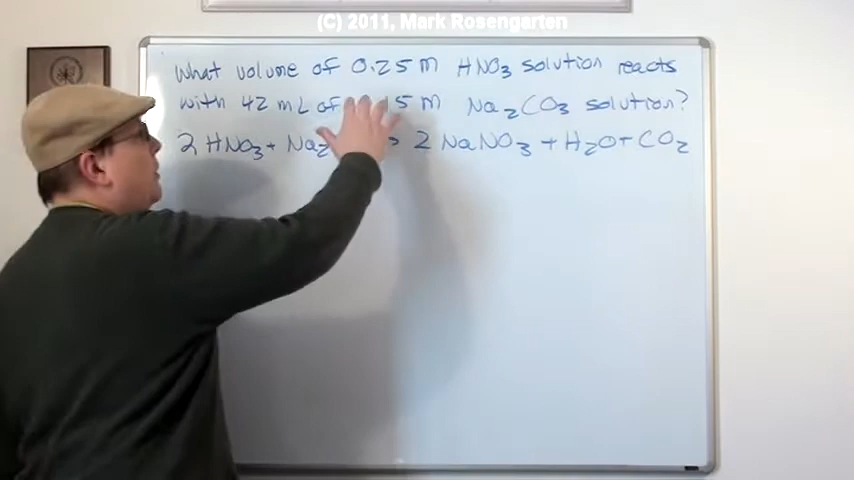 (C) 2011, Mark Rosengarten
What volume of 0.25 M HNO3 solution reacts
with 42 mL of M Na2CO3 solution?
2 HNO3 + Na2 2 NaNO3 + H2O + CO2